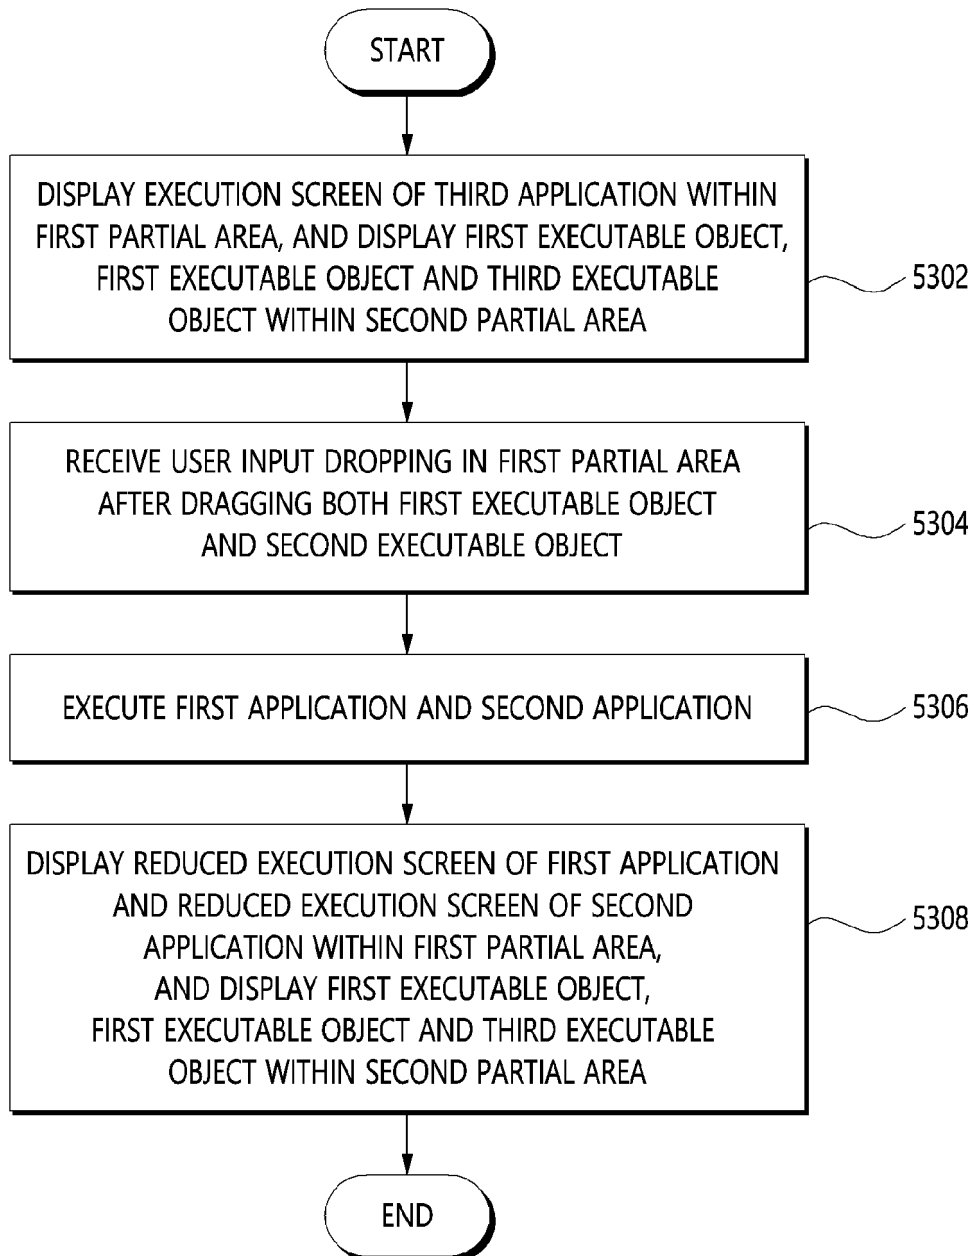 START
DISPLAY EXECUTION SCREEN OF THIRD APPLICATION WITHIN
FIRST PARTIAL AREA, AND DISPLAY FIRST EXECUTABLE OBJECT,
FIRST EXECUTABLE OBJECT AND THIRD EXECUTABLE
OBJECT WITHIN SECOND PARTIAL AREA
5302
RECEIVE USER INPUT DROPPING IN FIRST PARTIAL AREA
AFTER DRAGGING BOTH FIRST EXECUTABLE OBJECT
AND SECOND EXECUTABLE OBJECT
5304
EXECUTE FIRST APPLICATION AND SECOND APPLICATION
5306
DISPLAY REDUCED EXECUTION SCREEN OF FIRST APPLICATION
AND REDUCED EXECUTION SCREEN OF SECOND
APPLICATION WITHIN FIRST PARTIAL AREA,
AND DISPLAY FIRST EXECUTABLE OBJECT,
FIRST EXECUTABLE OBJECT AND THIRD EXECUTABLE
OBJECT WITHIN SECOND PARTIAL AREA
5308
END